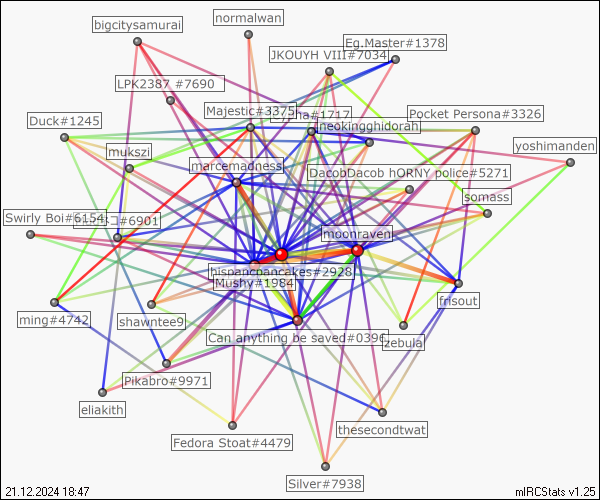 normalwan
bigcitysamurai
Eg.Master#1378
JKOUYH VIII#7034
LPK2387 #7690
Majestic#3375
#1717
Pocket Persona#3326
Duck#1245
neokingghidorah
mukszi
yoshimanden
marcemadness
DacobDacob hORNY police#5271
somass
Swirly Boi#6154
#6901
moonraven
hispancpancakes#2928
Mushy#1984
frisout
ming#4742
shawntee9
Can anything be saved#0396
zebula
Pikabro#9971
eliakith
thesecondtwat
Fedora Stoat#4479
Silver#7938
21.12.2024 18:47
mIRCStats v1.25